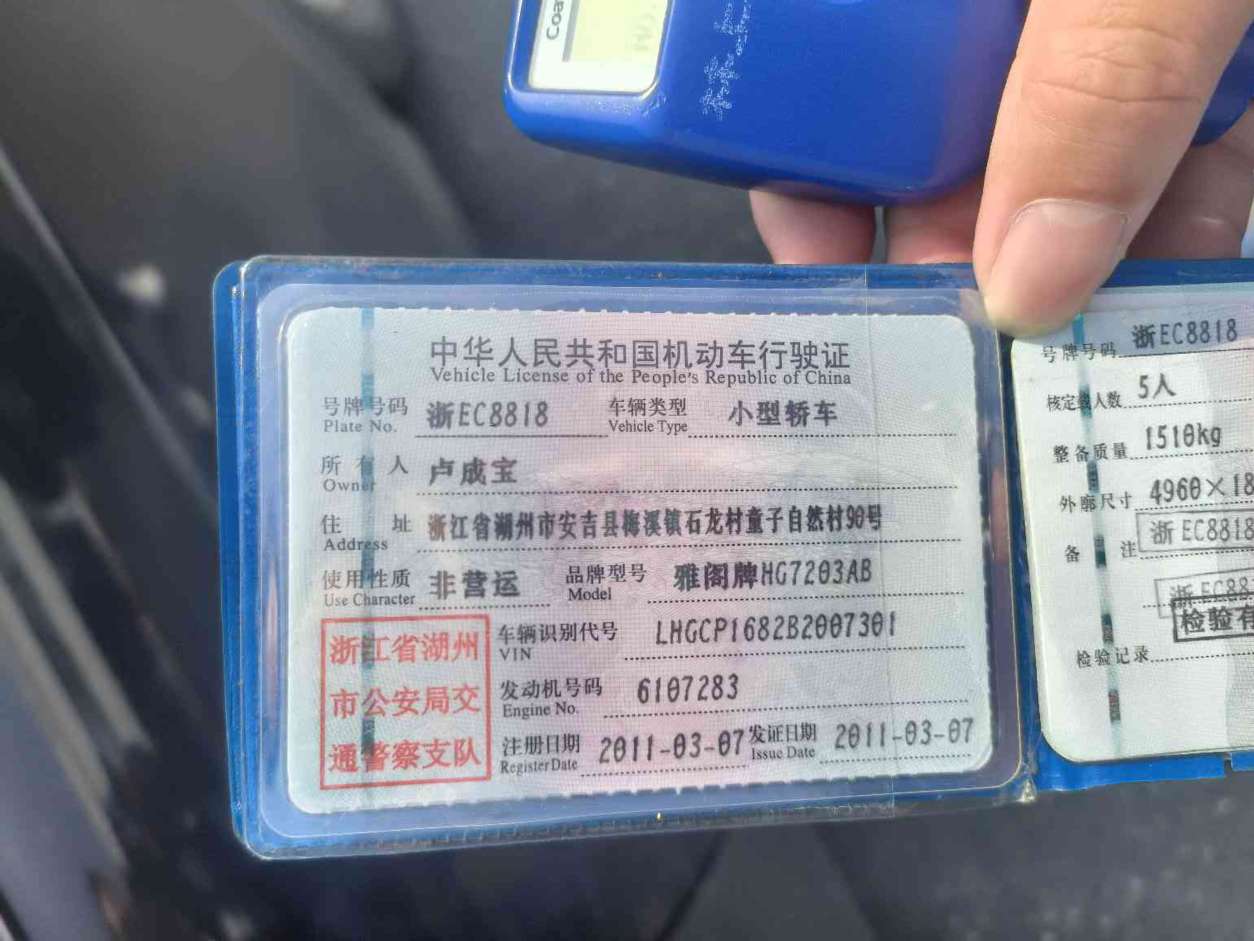 Coa
中华人民共和国机动车行驶证
Vehicle License of the People's Republic of China
号牌号码 浙EC8818 车辆类型 小型轿车
Plate No. Vehicle Type
所有人 卢成宝
Owner
住址 浙江省湖州市安吉县梅溪镇石龙村童子自然村90号
Address
使用性质 非营运 品牌型号 雅阁牌HG7203AB
Use Character Model
浙江省湖州
市公安局交
通警察支队
车辆识别代号 LHGCP1682B2007301
VIN
发动机号码 6107283
Engine No.
注册日期 2011-03-07 发证日期 2011-03-07
Register Date Issue Date
号牌号码 浙EC8818
核定载人数 5人
整备质量 1510kg
外廓尺寸 4960×18
备注 浙EC8818
浙EC88
检验有
检验记录